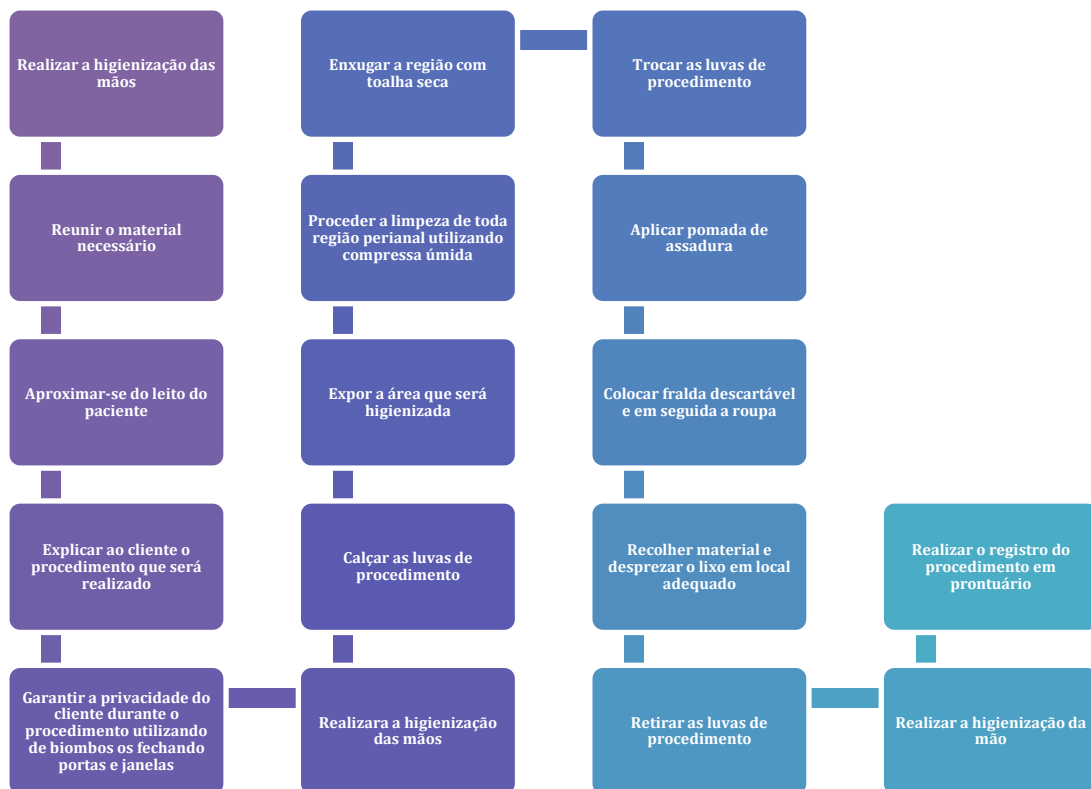 Realizar a higienização das
mãos
Reunir o material
necessário
Aproximar-se do leito do
paciente
Explicar ao cliente o
procedimento que será
realizado
Garantir a privacidade do
cliente durante o
procedimento utilizando
de biombos os fechando
portas e janelas
Realizara a higienização
das mãos
Calçar as luvas de
procedimento
Expor a área que será
higienizada
Proceder a limpeza de toda
região perianal utilizando
compressa úmida
Enxugar a região com
toalha seca
Trocar as luvas de
procedimento
Aplicar pomada de
assadura
Colocar fralda descartável
e em seguida a roupa
Recolher material e
desprezar o lixo em local
adequado
Retirar as luvas de
procedimento
Realizar a higienização da
mão
Realizar o registro do
procedimento em
prontuário